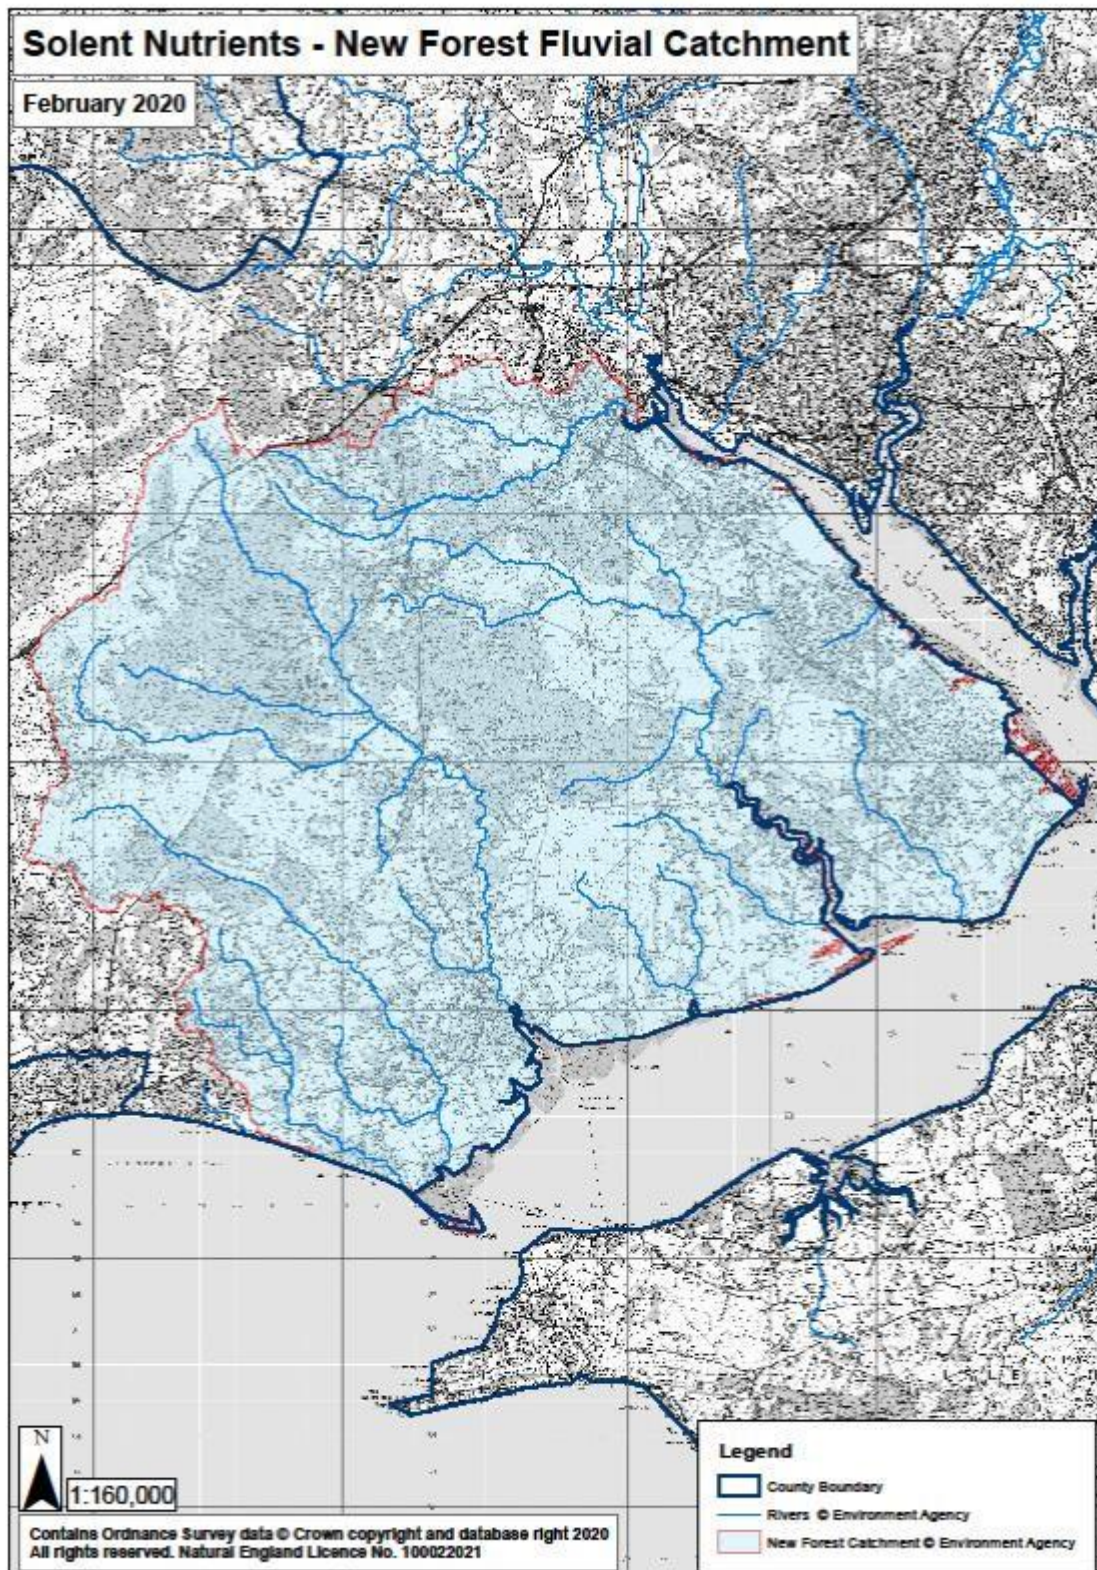 Solent Nutrients - New Forest Fluvial Catchment
February 2020
N
1:160,000
Contains Ordnance Survey data © Crown copyright and database right 2020
All rights reserved. Natural England Licence No. 100022021
Legend
County Boundary
Rivers © Environment Agency
New Forest Catchment © Environment Agency